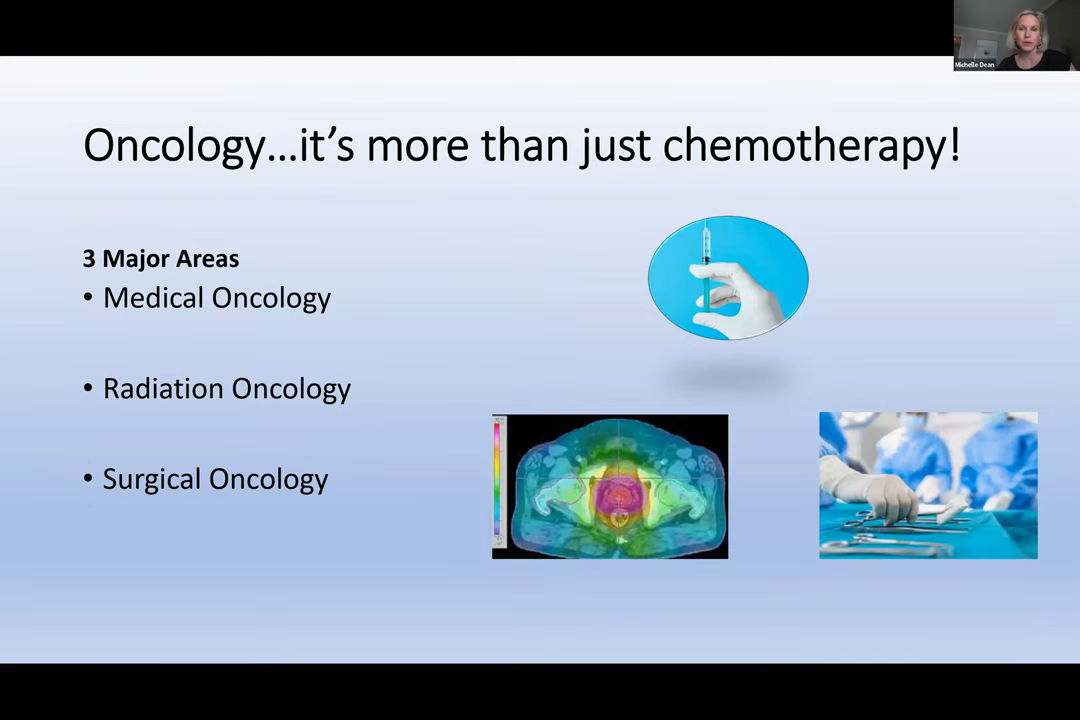 Michelle Dean
Oncology...it's more than just chemotherapy!
3 Major Areas
• Medical Oncology
• Radiation Oncology
• Surgical Oncology